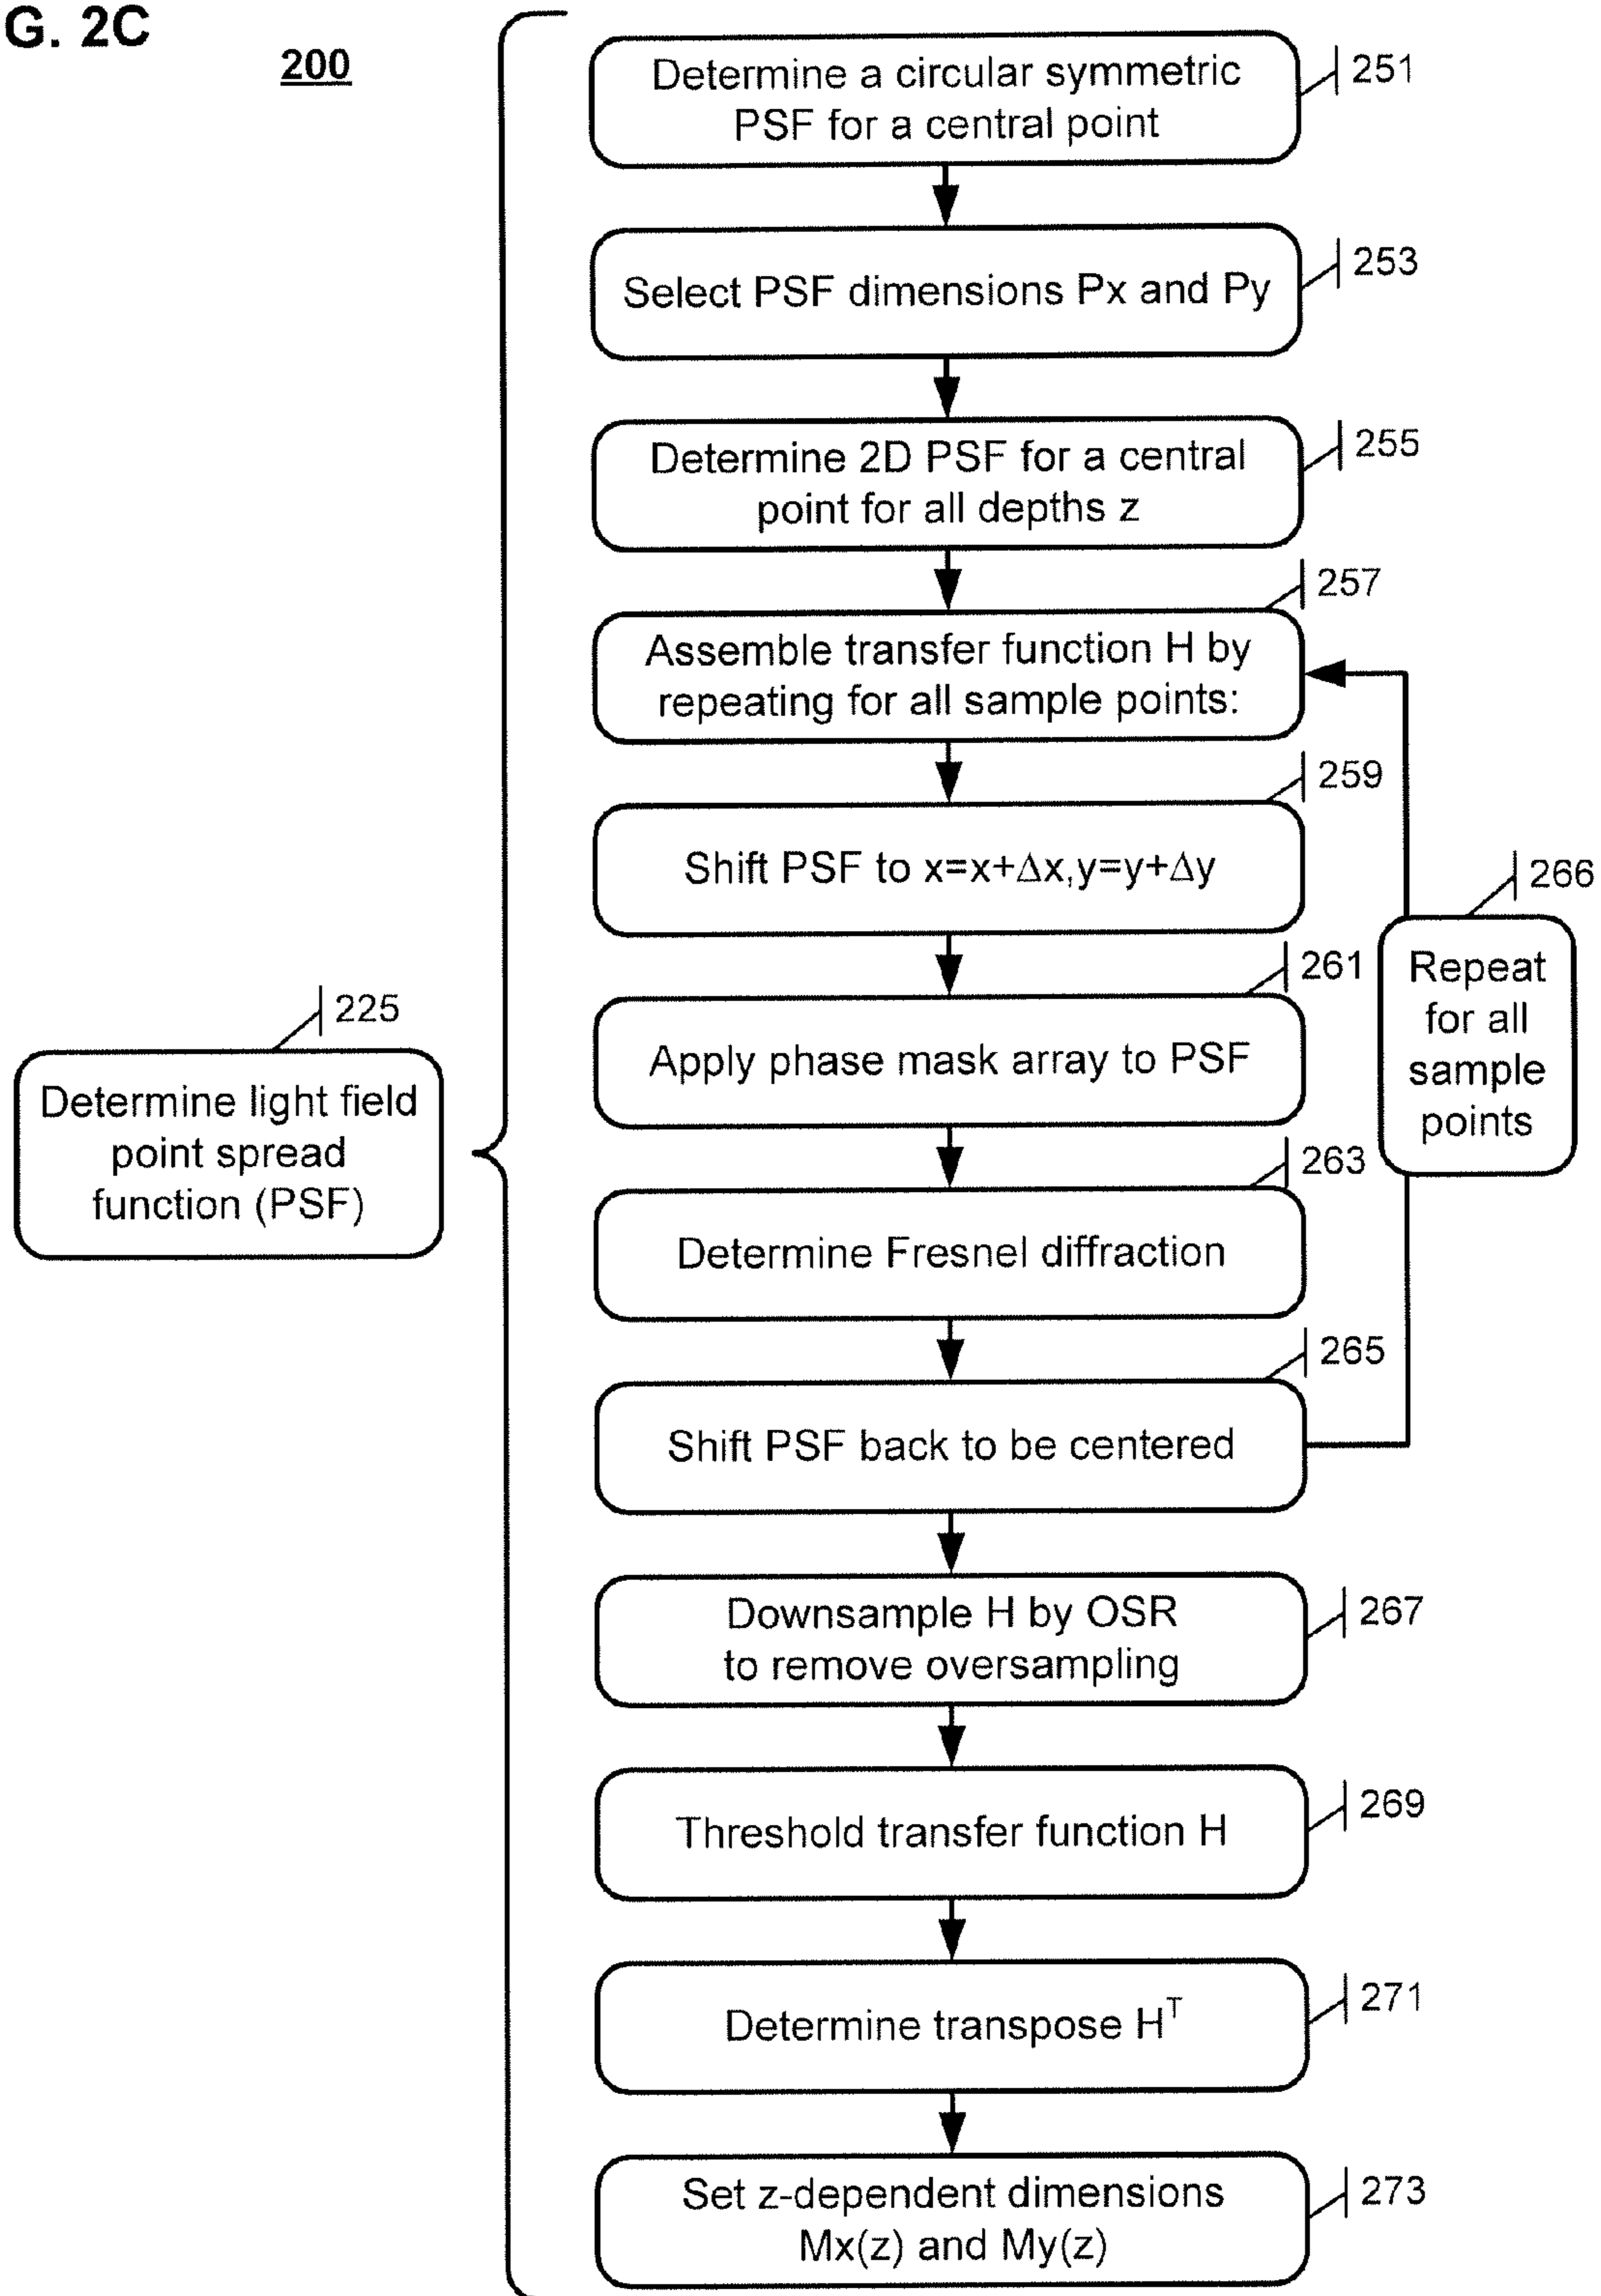 G. 2C
200
Determine a circular symmetric
PSF for a central point
251
Select PSF dimensions Px and Py
253
Determine 2D PSF for a central
point for all depths z
255
257
Assemble transfer function H by
repeating for all sample points:
259
Shift PSF to x=x+Δx,y=y+Δy
261
Apply phase mask array to PSF
263
Determine Fresnel diffraction
265
Shift PSF back to be centered
266
Repeat
for all
sample
points
225
Determine light field
point spread
function (PSF)
Downsample H by OSR
to remove oversampling
267
Threshold transfer function H
269
Determine transpose Hᵀ
271
Set z-dependent dimensions
Mx(z) and My(z)
273